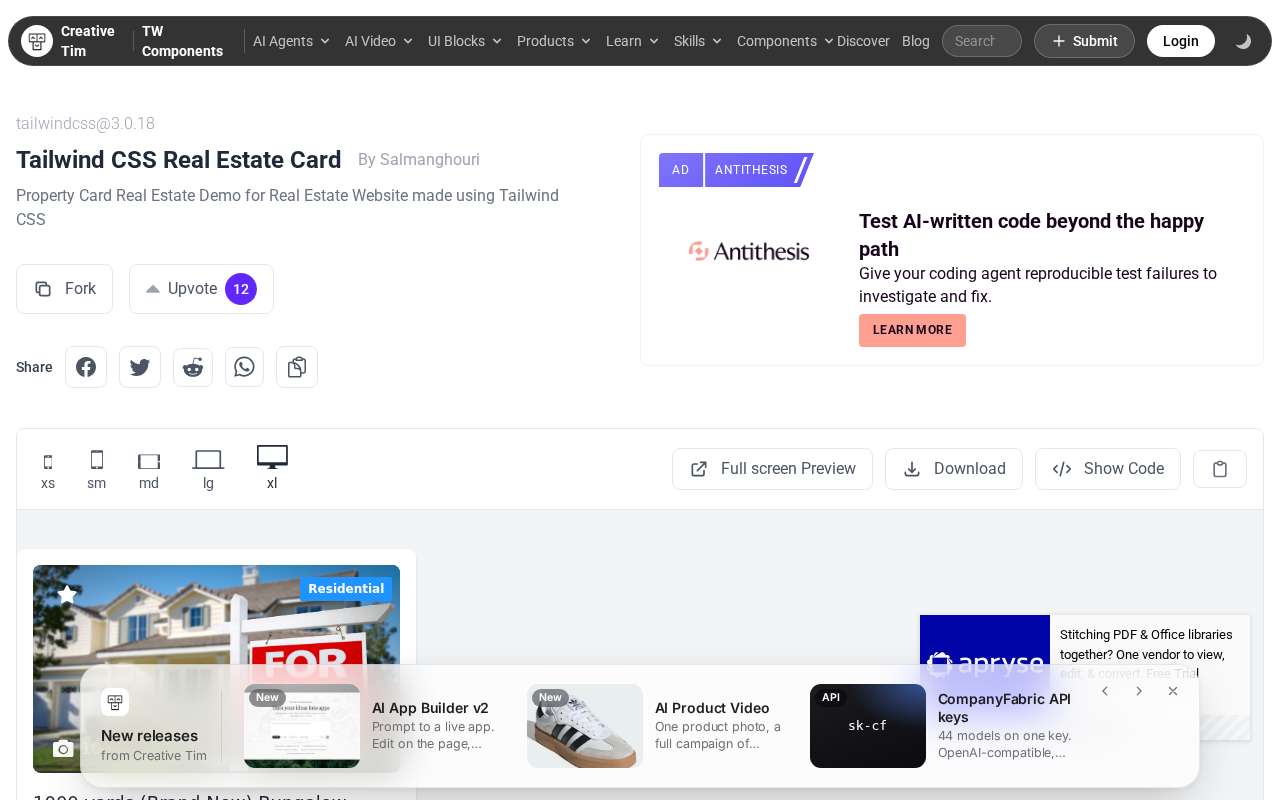 Creative Tim
TW Components
AI Agents
AI Video
UI Blocks
Products
Learn
Skills
Components
Discover
Blog
Search
Submit
Login
tailwindcss@3.0.18
Tailwind CSS Real Estate Card
By Salmanghouri
Property Card Real Estate Demo for Real Estate Website made using Tailwind
CSS
Fork
Upvote
12
Share
AD
ANTITHESIS
Antithesis
Test AI-written code beyond the happy
path
Give your coding agent reproducible test failures to
investigate and fix.
LEARN MORE
xs
sm
md
lg
xl
Full screen Preview
Download
Show Code
Residential
FOR
apryse
Stitching PDF & Office libraries
together? One vendor to view,
edit, & convert. Free Trial
New releases
from Creative Tim
New
AI App Builder v2
Prompt to a live app.
Edit on the page,...
New
AI Product Video
One product photo, a
full campaign of...
API
sk-cf
CompanyFabric API
keys
44 models on one key.
OpenAI-compatible,...
1000 yards (Brand New) Bungalow